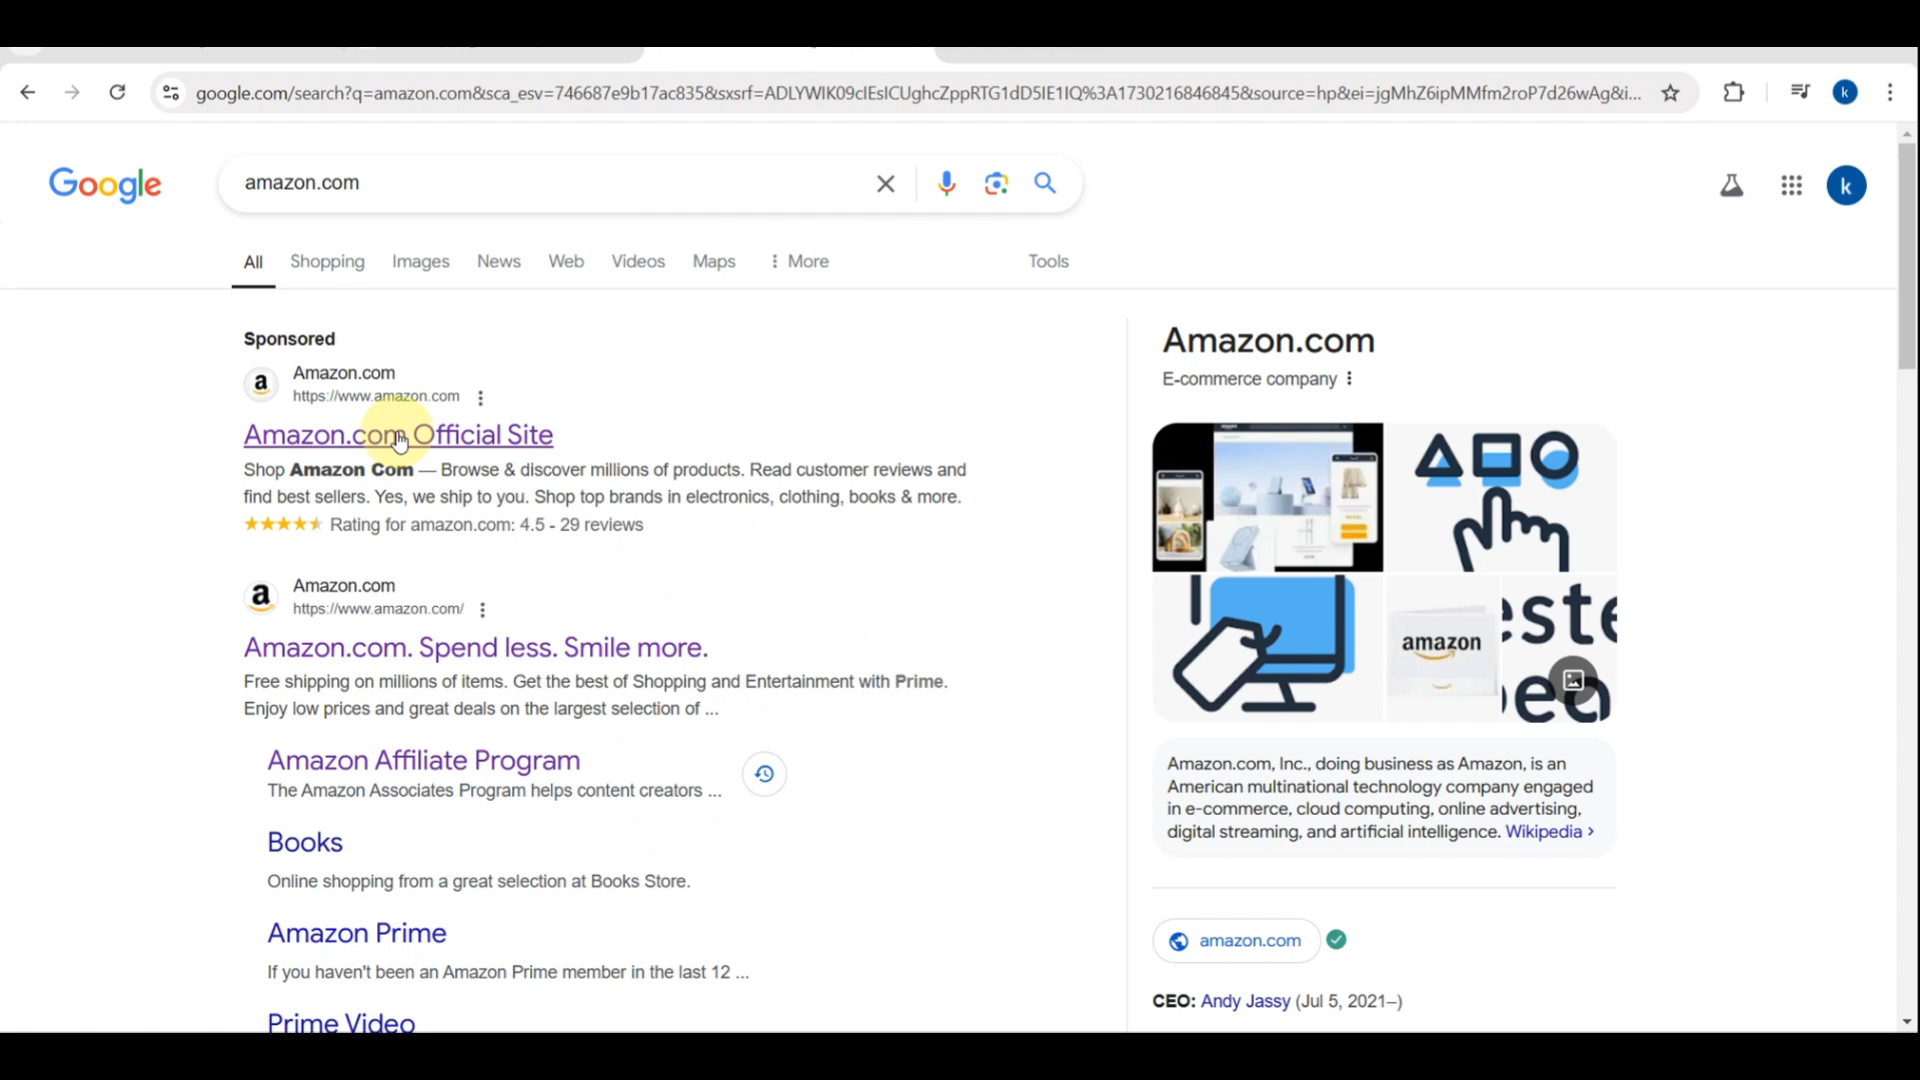 google.com/search?q=amazon.com&sca_esv=746687e9b17ac835&sxsrf=ADLYWIK09clEsICUghcZppRTG1dD5IE1IQ%3A1730216846845&source=hp&ei=jgMhZ6ipMMfm2roP7d26wAg&i...
k
Google
amazon.com
k
All Shopping Images News Web Videos Maps More Tools
Sponsored
Amazon.com
https://www.amazon.com
Amazon.com Official Site
Shop Amazon Com — Browse & discover millions of products. Read customer reviews and
find best sellers. Yes, we ship to you. Shop top brands in electronics, clothing, books & more.
Rating for amazon.com: 4.5 - 29 reviews
Amazon.com
https://www.amazon.com/
Amazon.com. Spend less. Smile more.
Free shipping on millions of items. Get the best of Shopping and Entertainment with Prime.
Enjoy low prices and great deals on the largest selection of ...
Amazon Affiliate Program
The Amazon Associates Program helps content creators ...
Books
Online shopping from a great selection at Books Store.
Amazon Prime
If you haven't been an Amazon Prime member in the last 12 ...
Prime Video
Amazon.com
E-commerce company
amazon
Amazon.com, Inc., doing business as Amazon, is an
American multinational technology company engaged
in e-commerce, cloud computing, online advertising,
digital streaming, and artificial intelligence. Wikipedia
amazon.com
CEO: Andy Jassy (Jul 5, 2021–)